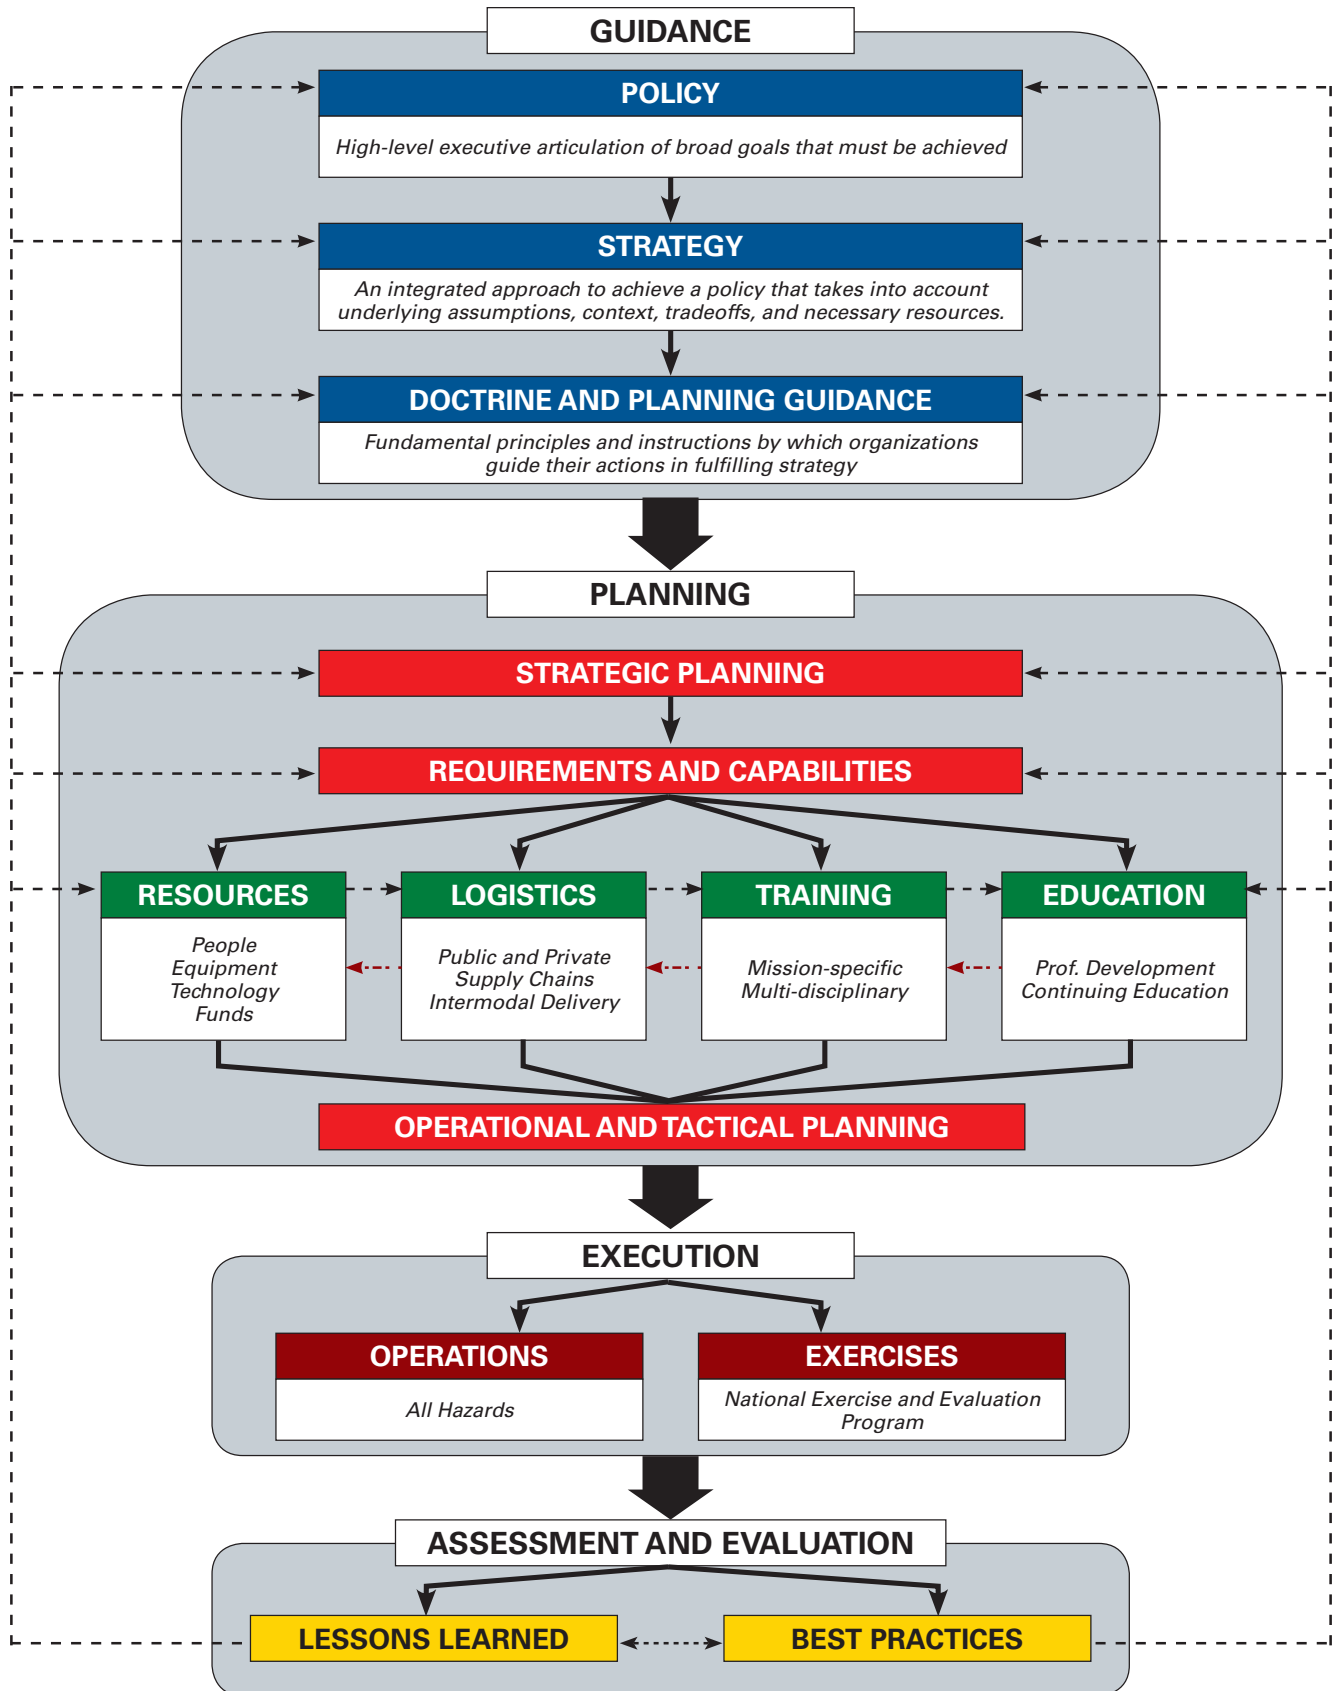 GUIDANCE
POLICY
High-level executive articulation of broad goals that must be achieved
STRATEGY
An integrated approach to achieve a policy that takes into account
underlying assumptions, context, tradeoffs, and necessary resources.
DOCTRINE AND PLANNING GUIDANCE
Fundamental principles and instructions by which organizations
guide their actions in fulfilling strategy
PLANNING
STRATEGIC PLANNING
REQUIREMENTS AND CAPABILITIES
RESOURCES
People
Equipment
Technology
Funds
LOGISTICS
Public and Private
Supply Chains
Intermodal Delivery
TRAINING
Mission-specific
Multi-disciplinary
EDUCATION
Prof. Development
Continuing Education
OPERATIONAL AND TACTICAL PLANNING
EXECUTION
OPERATIONS
All Hazards
EXERCISES
National Exercise and Evaluation
Program
ASSESSMENT AND EVALUATION
LESSONS LEARNED
BEST PRACTICES